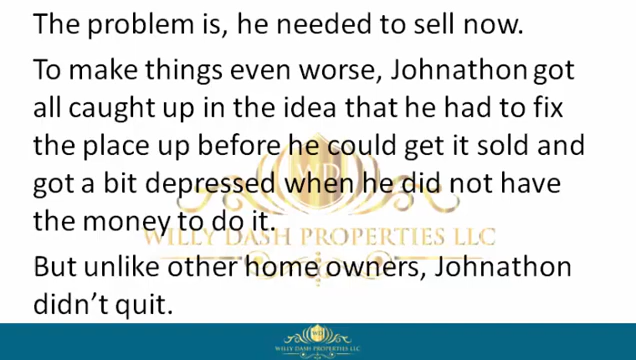 The problem is, he needed to sell now.
To make things even worse, Johnathon got
all caught up in the idea that he had to fix
the place up before he could get it sold and
got a bit depressed when he did not have
the money to do it.
WD
WILLY DASH PROPERTIES LLC
But unlike other home owners, Johnathon
didn’t quit.
WD
WILLY DASH PROPERTIES LLC